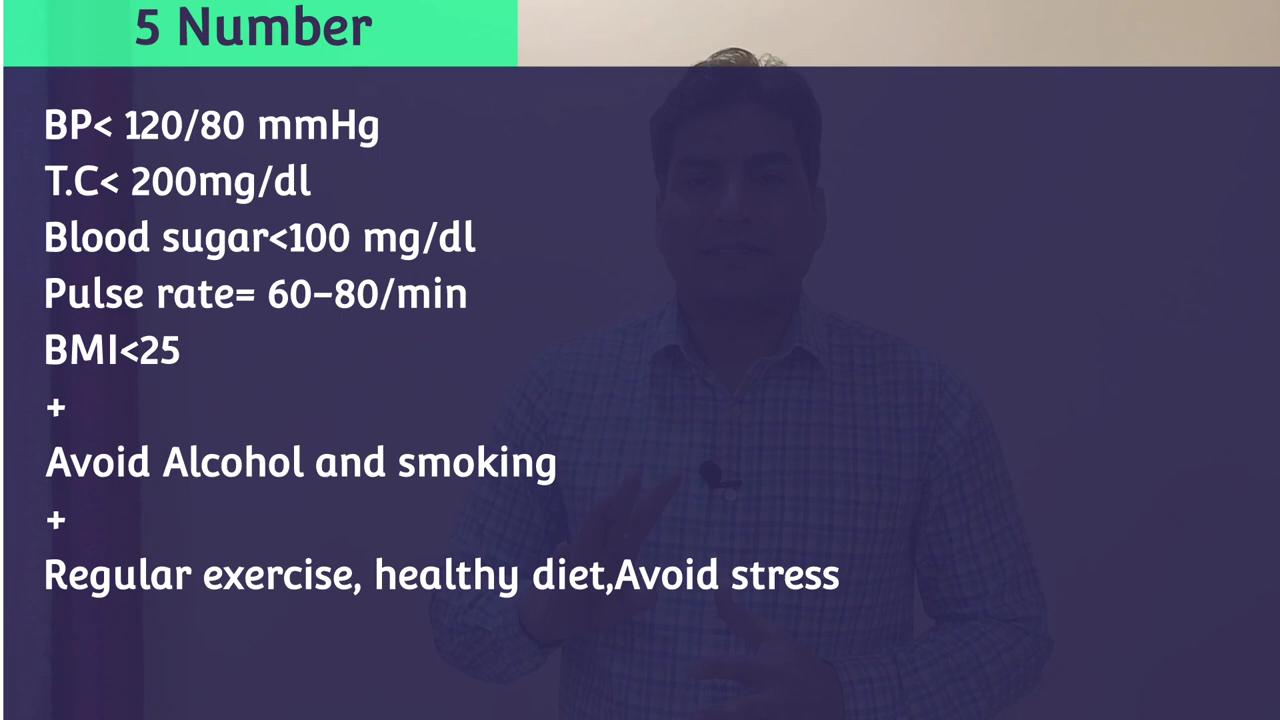 5 Number
BP< 120/80 mmHg
T.C< 200mg/dl
Blood sugar<100 mg/dl
Pulse rate= 60-80/min
BMI<25
+
Avoid Alcohol and smoking
+
Regular exercise, healthy diet,Avoid stress